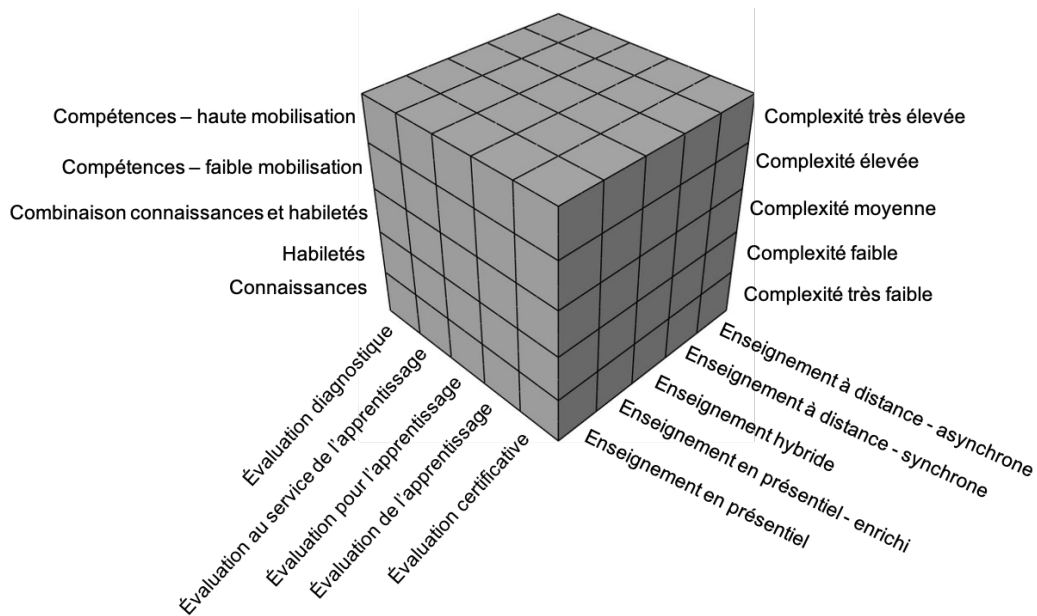 Compétences – haute mobilisation
Compétences – faible mobilisation
Combinaison connaissances et habiletés
Habiletés
Connaissances
Complexité très élevée
Complexité élevée
Complexité moyenne
Complexité faible
Complexité très faible
Évaluation diagnostique
Évaluation au service de l'apprentissage
Évaluation pour l'apprentissage
Évaluation de l'apprentissage
Évaluation certificative
Enseignement en présentiel
Enseignement en présentiel - enrichi
Enseignement hybride
Enseignement à distance - synchrone
Enseignement à distance - asynchrone